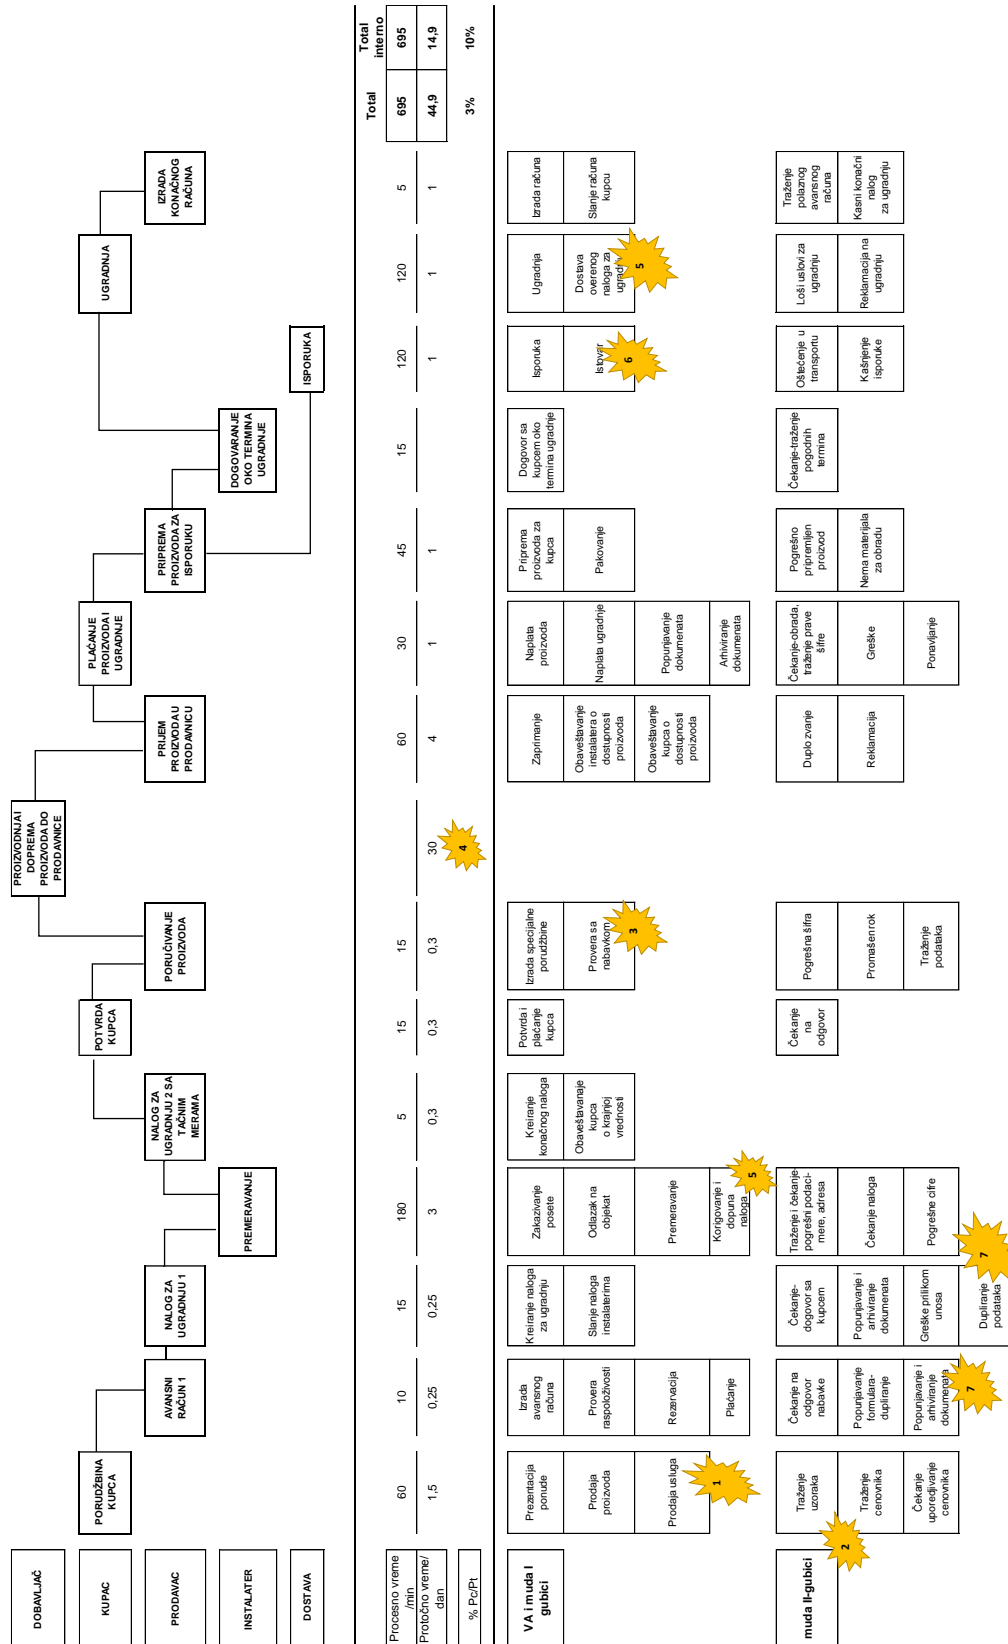 DOBAVLJAČ
PROIZVODNJA I
DOPREMA
PROIZVODA DO
PRODAVNICE
KUPAC
PORUDŽBINA
KUPCA
POTVRDA
KUPCA
PLAĆANJE
PROIZVODA I
UGRADNJE
UGRADNJA
PRODAVAC
AVANSNI
RAČUN 1
NALOG ZA
UGRADNJU 1
NALOG ZA
UGRADNJU 2 SA
TAČNIM
MERAMA
PORUČIVANJE
PROIZVODA
PRIJEM
PROIZVODA U
PRODAVNICU
PRIPREMA
PROIZVODA ZA
ISPORUKU
IZRADA
KONAČNOG
RAČUNA
INSTALATER
PREMERAVANJE
DOGOVARANJE
OKO TERMINA
UGRADNJE
DOSTAVA
ISPORUKA
Total
Total
interno
Procesno vreme
/min
60
10
15
180
5
15
15
60
30
45
15
120
120
5
695
695
Protočno vreme/
dan
1,5
0,25
0,25
3
0,3
0,3
0,3
30
4
1
1
1
1
1
44,9
14,9
% Pc/Pt
4
3%
10%
VA i muda I
gubici
Prezentacija
ponude
Prodaja
proizvoda
Prodaja usluga
1
Izrada
avansnog
računa
Provera
raspoloživosti
Rezervacija
Plaćanje
Kreiranje naloga
za ugradnju
Slanje naloga
instalaterima
Zakazivanje
posete
Odlazak na
objekat
Premeravanje
Korigovanje i
dopuna
naloga
5
Kreiranje
konačnog naloga
Obaveštavanaje
kupca
o krajnjoj
vrednosti
Potvrda i
plaćanje
kupca
Izrada specijalne
porudžbine
Provera sa
nabavkom
3
Zaprimanje
Obaveštavanje
instalatera o
dostupnosti
proizvoda
Obaveštavanje
kupca o
dostupnosti
proizvoda
Naplata
proizvoda
Naplata ugradnje
Popunjavanje
dokumenata
Arhiviranje
dokumenata
Priprema
proizvoda za
kupca
Pakovanje
Dogovor sa
kupcem oko
termina ugradnje
Isporuka
Istovar
6
Ugradnja
Dostava
overenog
naloga za
ugradnju
5
Izrada računa
Slanje računa
kupcu
muda II-gubici
2
Traženje
uzoraka
Traženje
cenovnika
Čekanje
uporedjivanje
cenovnika
Čekanje na
odgovor
nabavke
Popunjavanje
formulara-
dupliranje
Popunjavanje i
arhiviranje
dokumenata
7
Čekanje-
dogovor sa
kupcem
Popunjavanje i
arhiviranje
dokumenata
Greške prilikom
unosa
Dupliranje
podataka
Traženje i čekanje-
pogrešni podaci-
mere, adresa
Čekanje naloga
Pogrešne cifre
7
Čekanje
na
odgovor
Pogrešna šifra
Promašen rok
Traženje
podataka
Duplo zvanje
Reklamacija
Čekanje-obrada,
traženje prave
šifre
Greške
Ponavljanje
Pogrešno
pripremljen
proizvod
Nema materijala
za obradu
Čekanje-traženje
pogodnih
termina
Oštećenje u
transportu
Kašnjenje
isporuke
Loši uslovi za
ugradnju
Reklamacija na
ugradnju
Traženje
polaznog
avansnog
računa
Kasni konačni
nalog
za ugradnju